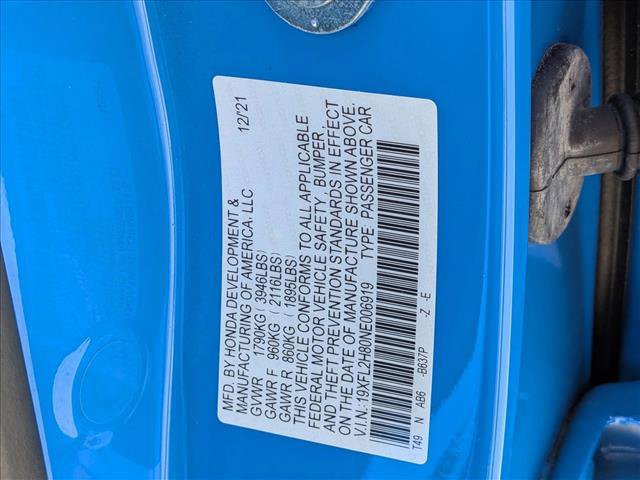 MFD. BY HONDA DEVELOPMENT &
MANUFACTURING OF AMERICA, LLC 12/21
GVWR 1790KG ( 3946LBS)
GAWR F 960KG ( 2116LBS)
GAWR R 860KG ( 1895LBS)
THIS VEHICLE CONFORMS TO ALL APPLICABLE
FEDERAL MOTOR VEHICLE SAFETY, BUMPER,
AND THEFT PREVENTION STANDARDS IN EFFECT
ON THE DATE OF MANUFACTURE SHOWN ABOVE.
V.I.N. 19XFL2H80NE006919 TYPE: PASSENGER CAR
T49 N AB6 -B637P -Z -E